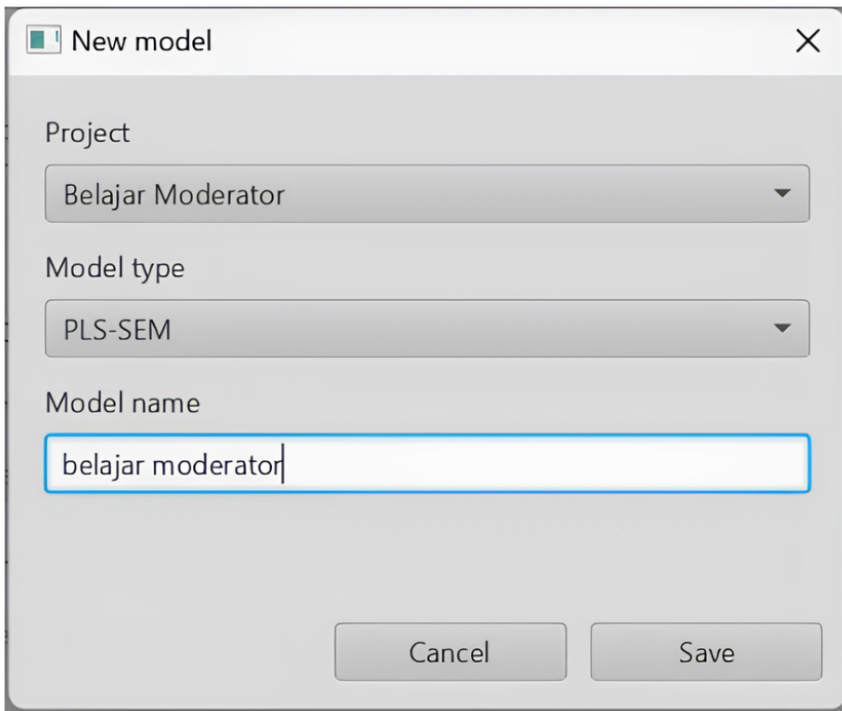 New model
Project
Belajar Moderator
Model type
PLS-SEM
Model name
belajar moderator
Cancel
Save